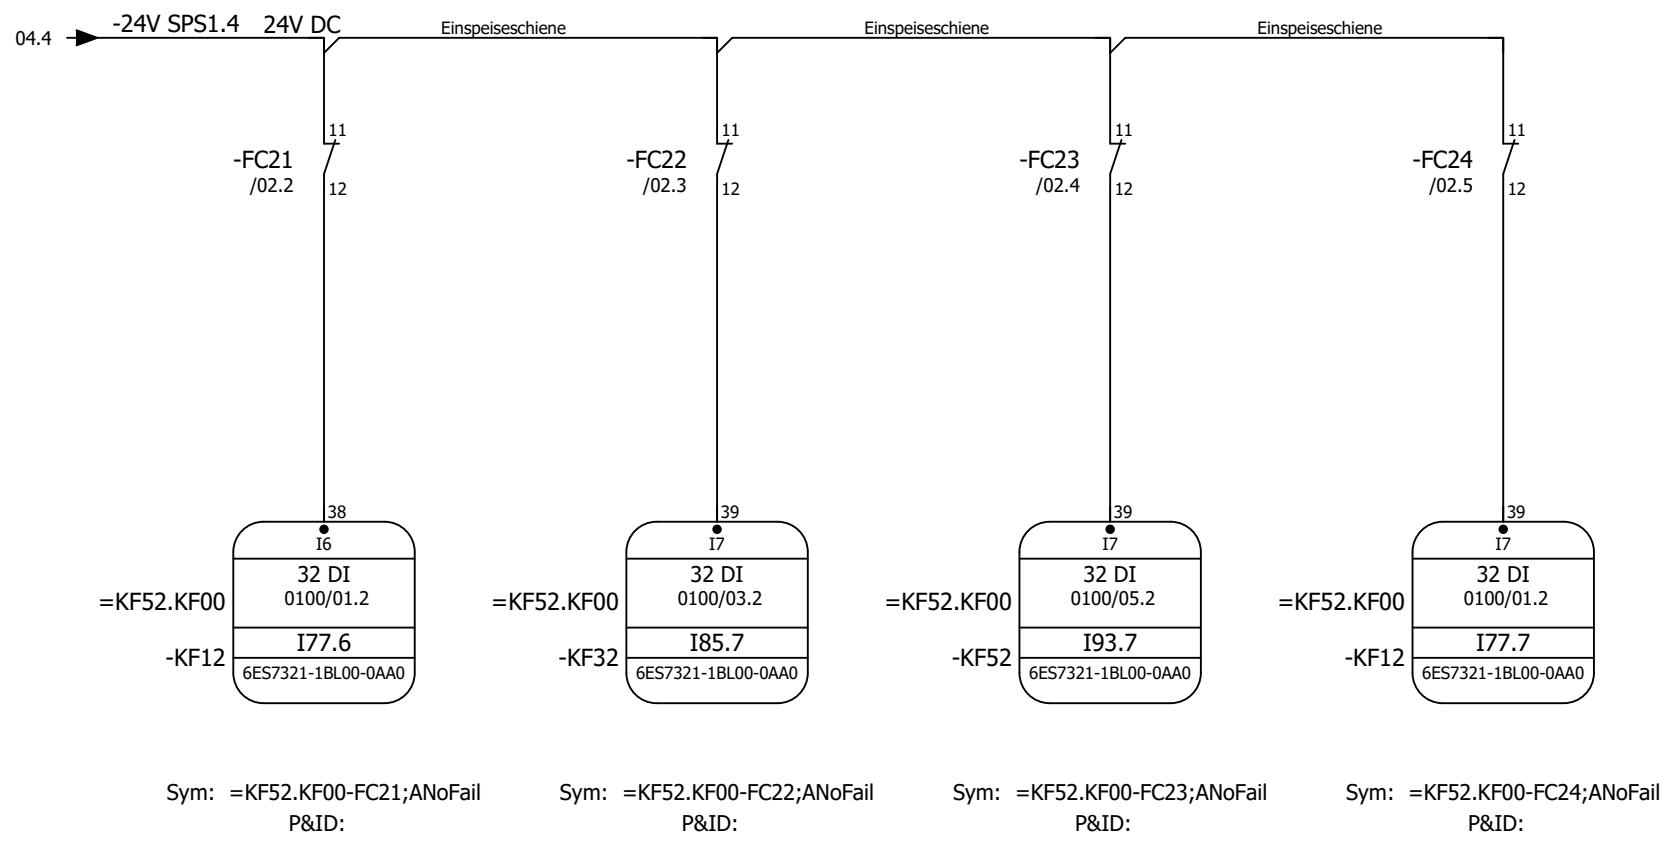 04.4
-24V SPS1.4 24V DC
Einspeiseschiene
Einspeiseschiene
Einspeiseschiene
11
-FC21
/02.2
12
11
-FC22
/02.3
12
11
-FC23
/02.4
12
11
-FC24
/02.5
12
38
I6
32 DI
0100/01.2
=KF52.KF00
I77.6
-KF12
6ES7321-1BL00-0AA0
39
I7
32 DI
0100/03.2
=KF52.KF00
I85.7
-KF32
6ES7321-1BL00-0AA0
39
I7
32 DI
0100/05.2
=KF52.KF00
I93.7
-KF52
6ES7321-1BL00-0AA0
39
I7
32 DI
0100/01.2
=KF52.KF00
I77.7
-KF12
6ES7321-1BL00-0AA0
Sym: =KF52.KF00-FC21;ANoFail
P&ID:
Sym: =KF52.KF00-FC22;ANoFail
P&ID:
Sym: =KF52.KF00-FC23;ANoFail
P&ID:
Sym: =KF52.KF00-FC24;ANoFail
P&ID: